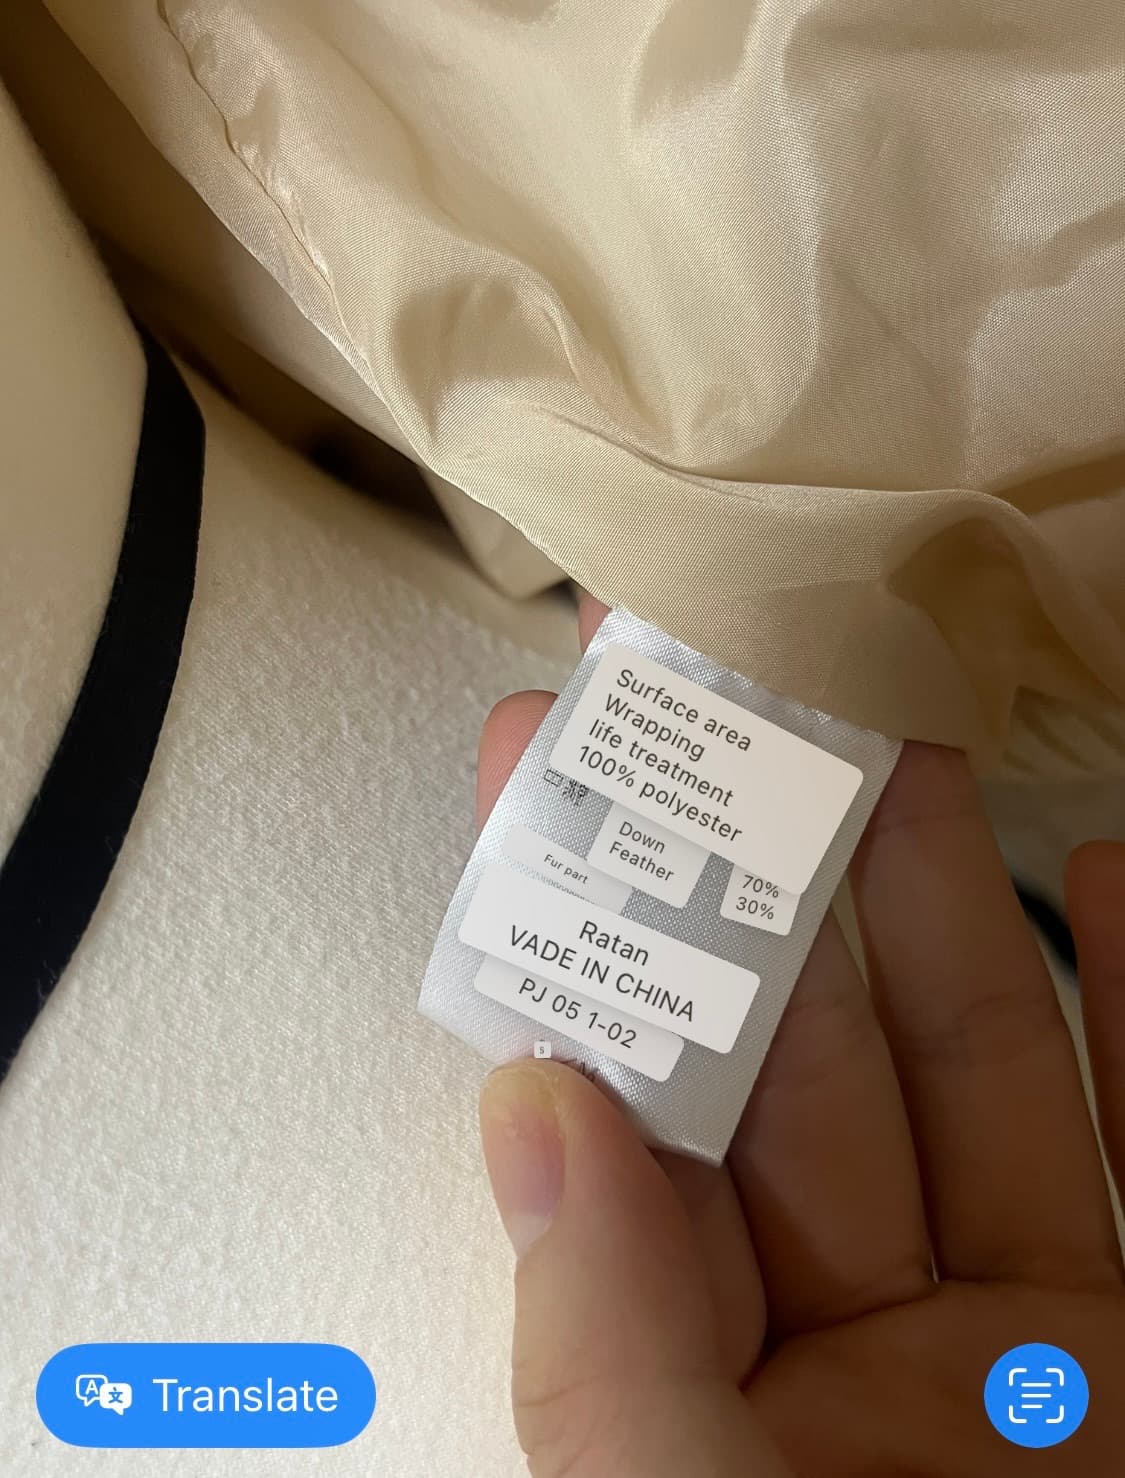 Surface area
Wrapping
life treatment
100% polyester
Down
Feather
70%
30%
Fur part
Ratan
VADE IN CHINA
PJ 05 1-02
S
Translate